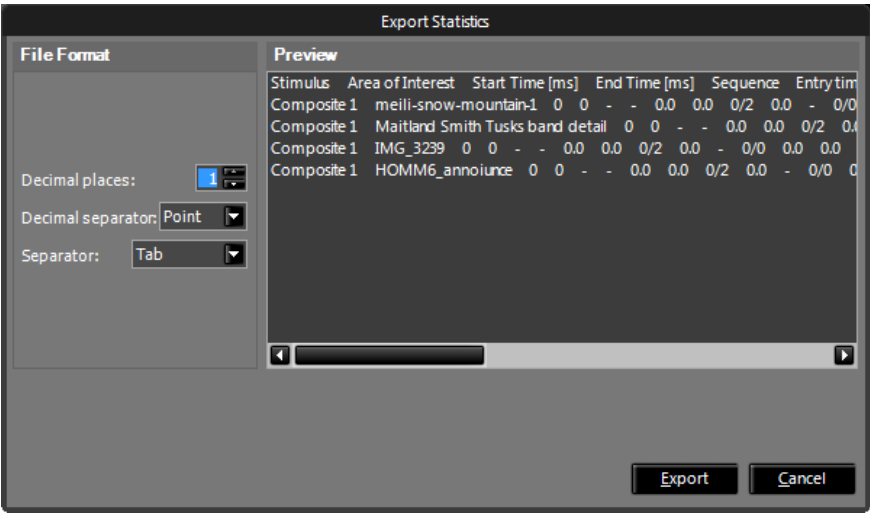 Export Statistics
File Format
Decimal places: 1
Decimal separator: Point
Separator: Tab
Preview
Stimulus Area of Interest Start Time [ms] End Time [ms] Sequence Entry tim
Composite 1 meili-snow-mountain-1 0 0 - - 0.0 0.0 0/2 0.0 - 0/0
Composite 1 Maitland Smith Tusks band detail 0 0 - - 0.0 0.0 0/2 0.
Composite 1 IMG_3239 0 0 - - 0.0 0.0 0/2 0.0 - 0/0 0.0 0.0
Composite 1 HOMM6_annoiunce 0 0 - - 0.0 0.0 0/2 0.0 - 0/0 0
Export Cancel